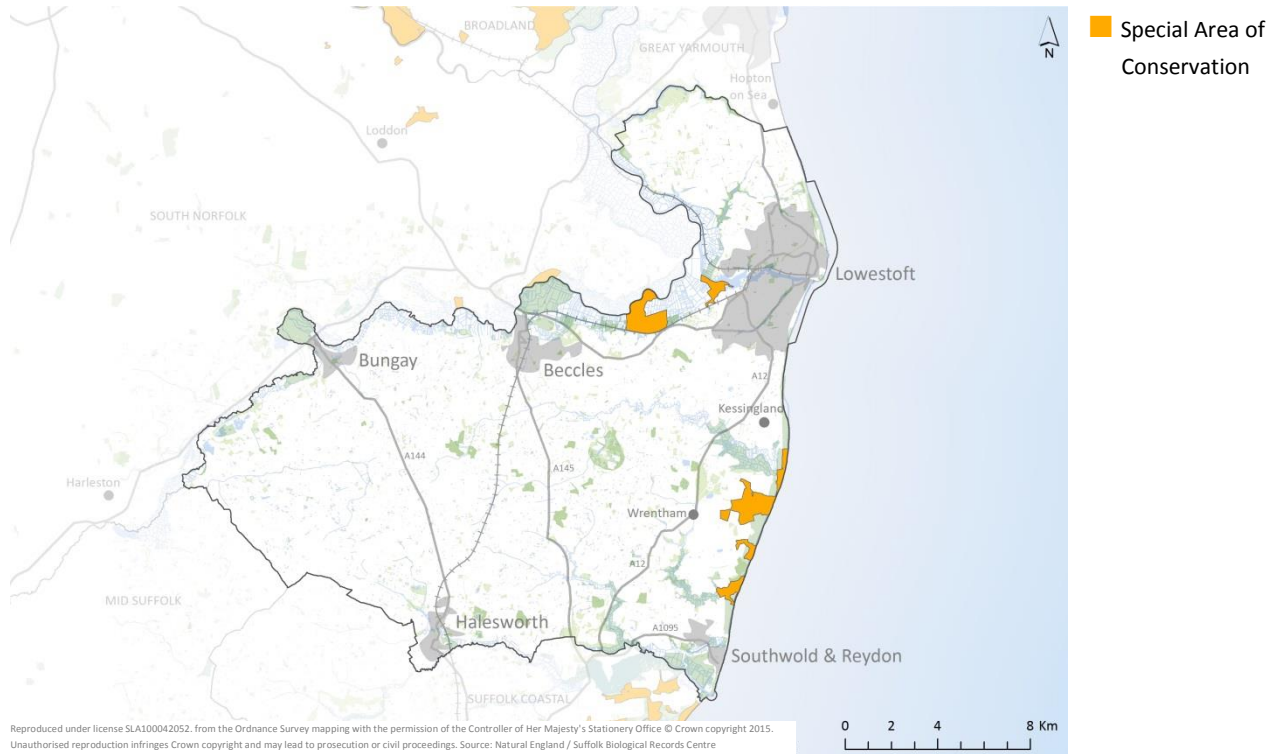 BROADLAND
GREAT YARMOUTH
N
Special Area of
Conservation
Hopton
on Sea
Loddon
SOUTH NORFOLK
Lowestoft
Bungay
Beccles
A12
Kessingland
A144
A145
Harleston
Wrentham
A12
MID SUFFOLK
Halesworth
A1095
Southwold & Reydon
SUFFOLK COASTAL
Reproduced under license SLA100042052. from the Ordnance Survey mapping with the permission of the Controller of Her Majesty's Stationery Office © Crown copyright 2015.
Unauthorised reproduction infringes Crown copyright and may lead to prosecution or civil proceedings. Source: Natural England / Suffolk Biological Records Centre
0 2 4 8 Km